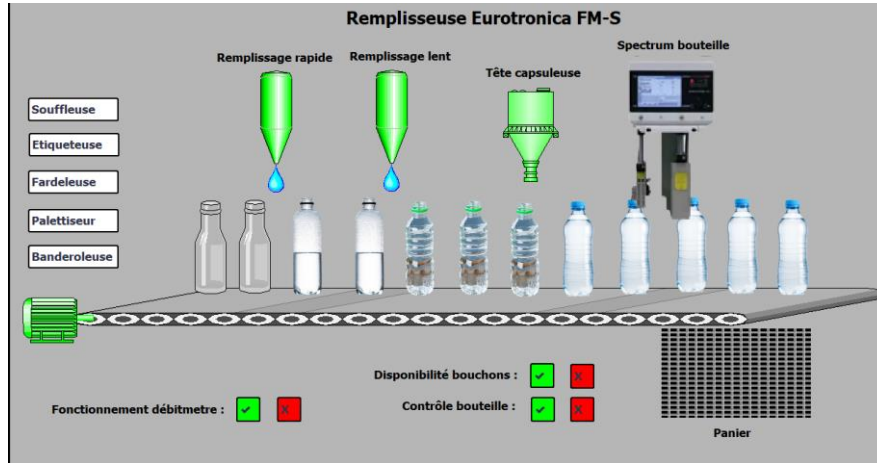 Remplisseuse Eurotronica FM-S
Remplissage rapide
Remplissage lent
Tête capsuleuse
Spectrum bouteille
Souffleuse
Etiqueteuse
Fardeleuse
Palettiseur
Banderoleuse
Disponibilité bouchons :
Fonctionnement débitmetre :
Contrôle bouteille :
Panier